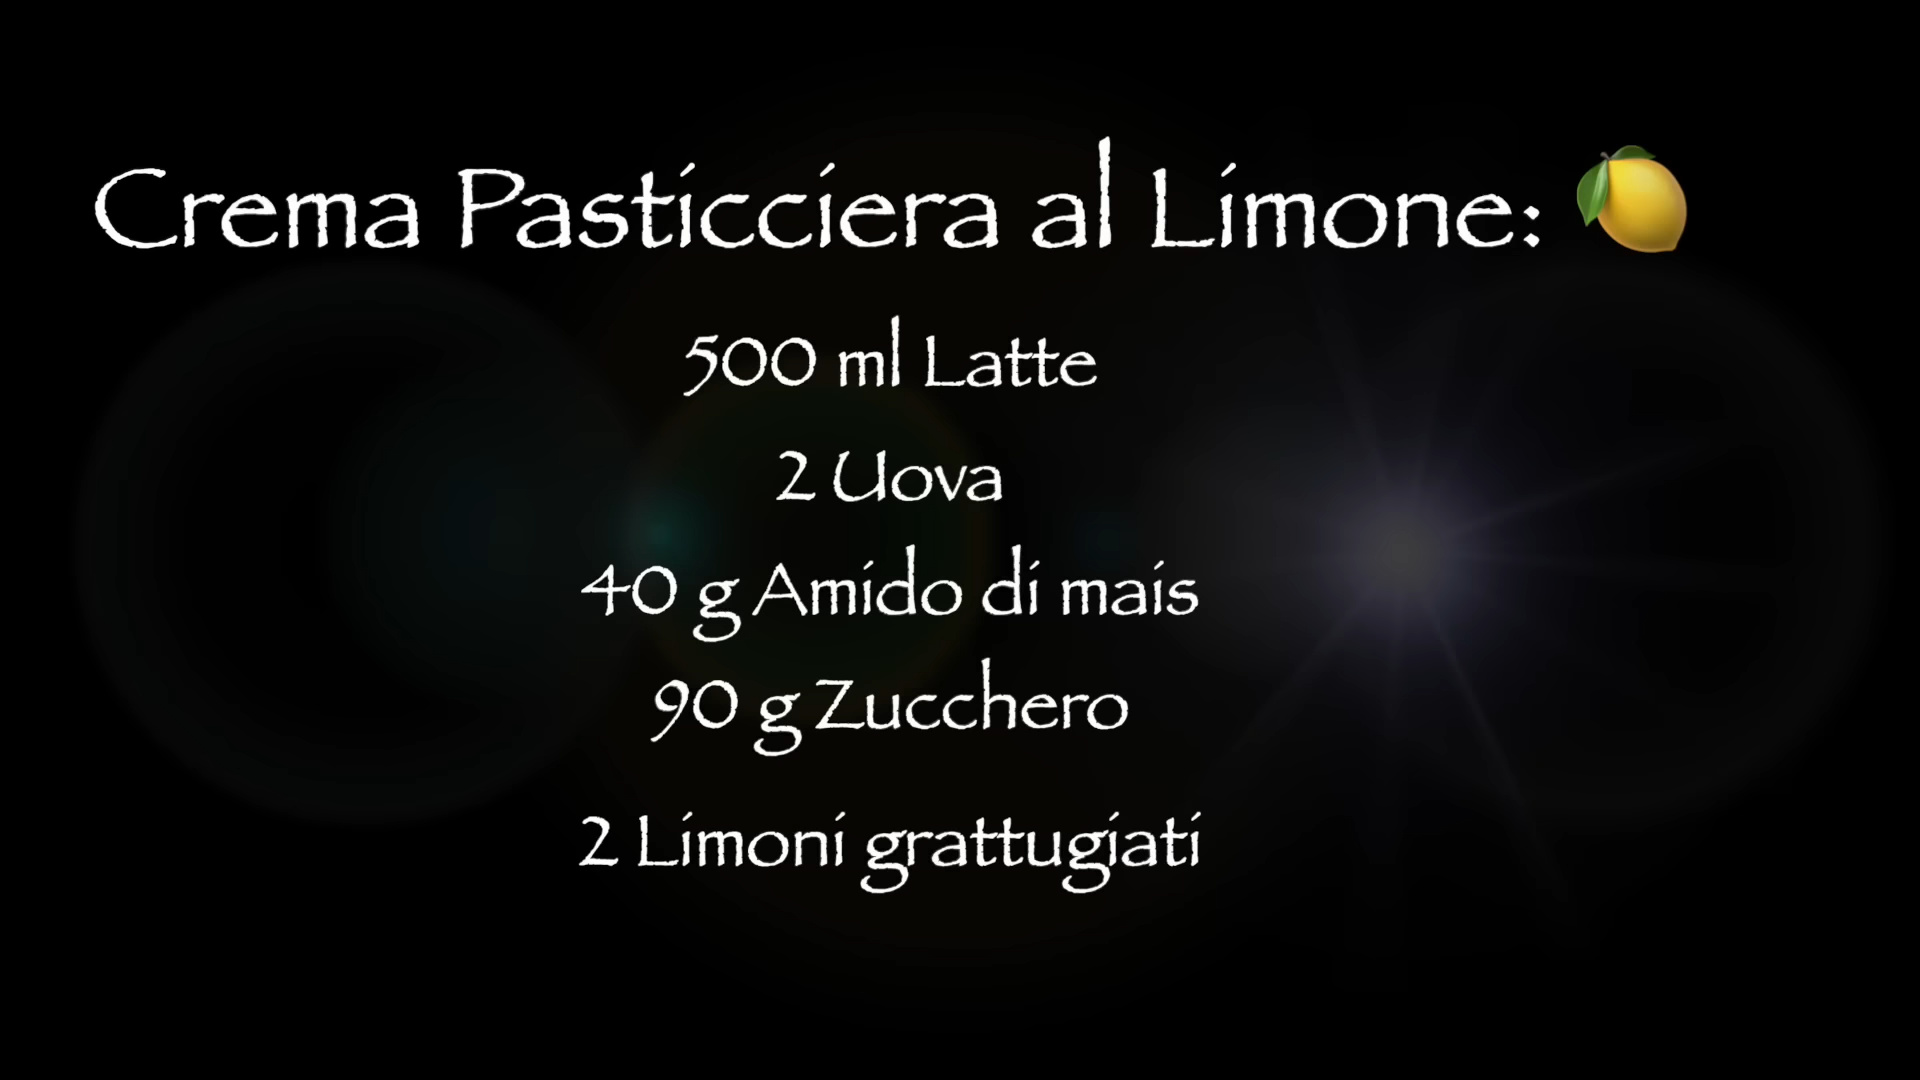 Crema Pasticciera al Limone: 🍋
500 ml Latte
2 Uova
40 g Amido di mais
90 g Zucchero
2 Limoni grattugiati